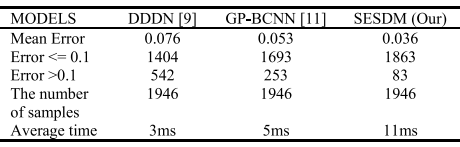 MODELS DDDN [9] GP-BCNN [11] SESDM (Our)
Mean Error 0.076 0.053 0.036
Error <= 0.1 1404 1693 1863
Error >0.1 542 253 83
The number 1946 1946 1946
of samples
Average time 3ms 5ms 11ms